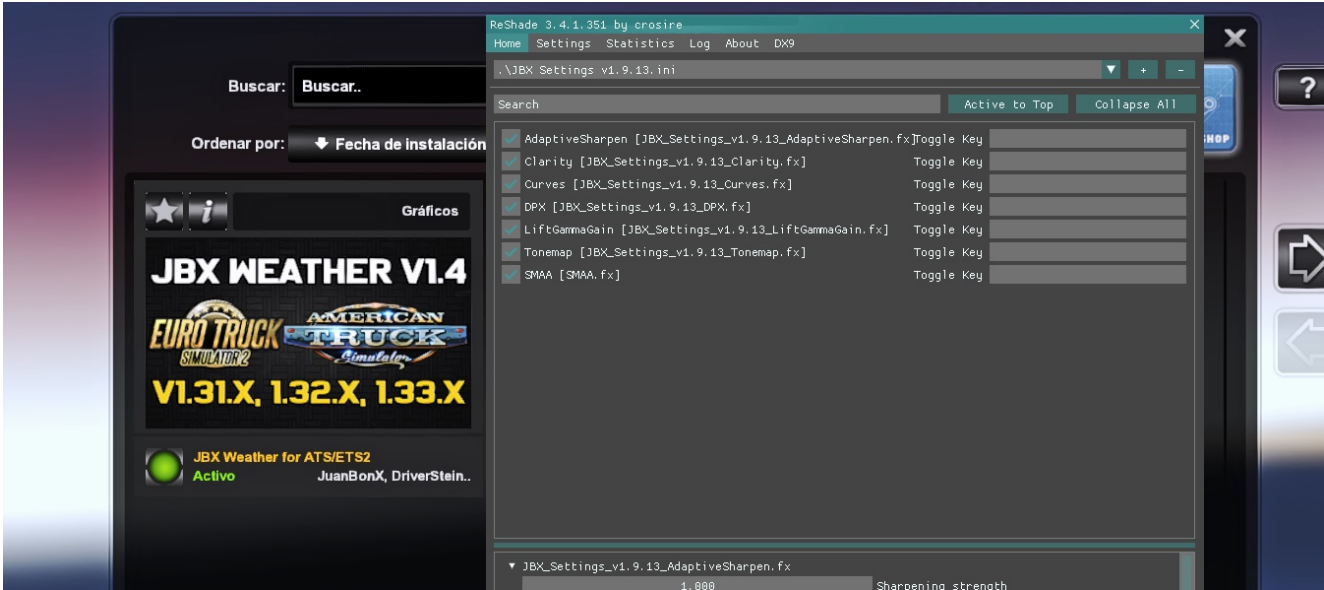 ReShade 3.4.1.351 by crosire
Home Settings Statistics Log About DX9
.\JBX Settings v1.9.13.ini
+ -
Search
Active to Top Collapse All
AdaptiveSharpen [JBX_Settings_v1.9.13_AdaptiveSharpen.fx]Toggle Key
Clarity [JBX_Settings_v1.9.13_Clarity.fx] Toggle Key
Curves [JBX_Settings_v1.9.13_Curves.fx] Toggle Key
DPX [JBX_Settings_v1.9.13_DPX.fx] Toggle Key
LiftGammaGain [JBX_Settings_v1.9.13_LiftGammaGain.fx] Toggle Key
Tonemap [JBX_Settings_v1.9.13_Tonemap.fx] Toggle Key
SMAA [SMAA.fx] Toggle Key
JBX_Settings_v1.9.13_AdaptiveSharpen.fx
1.000 Sharpening strength
Buscar: Buscar..
Ordenar por: Fecha de instalación
Gráficos
JBX WEATHER V1.4
EURO TRUCK
SIMULATOR 2
AMERICAN
TRUCK
Simulator
V1.31.X, 1.32.X, 1.33.X
JBX Weather for ATS/ETS2
Activo JuanBonX, DriverStein..
?